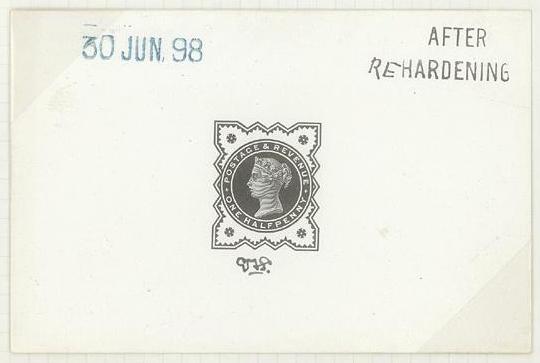 30 JUN. 98
AFTER
REHARDENING
POSTAGE & REVENUE
ONE HALFPENNY